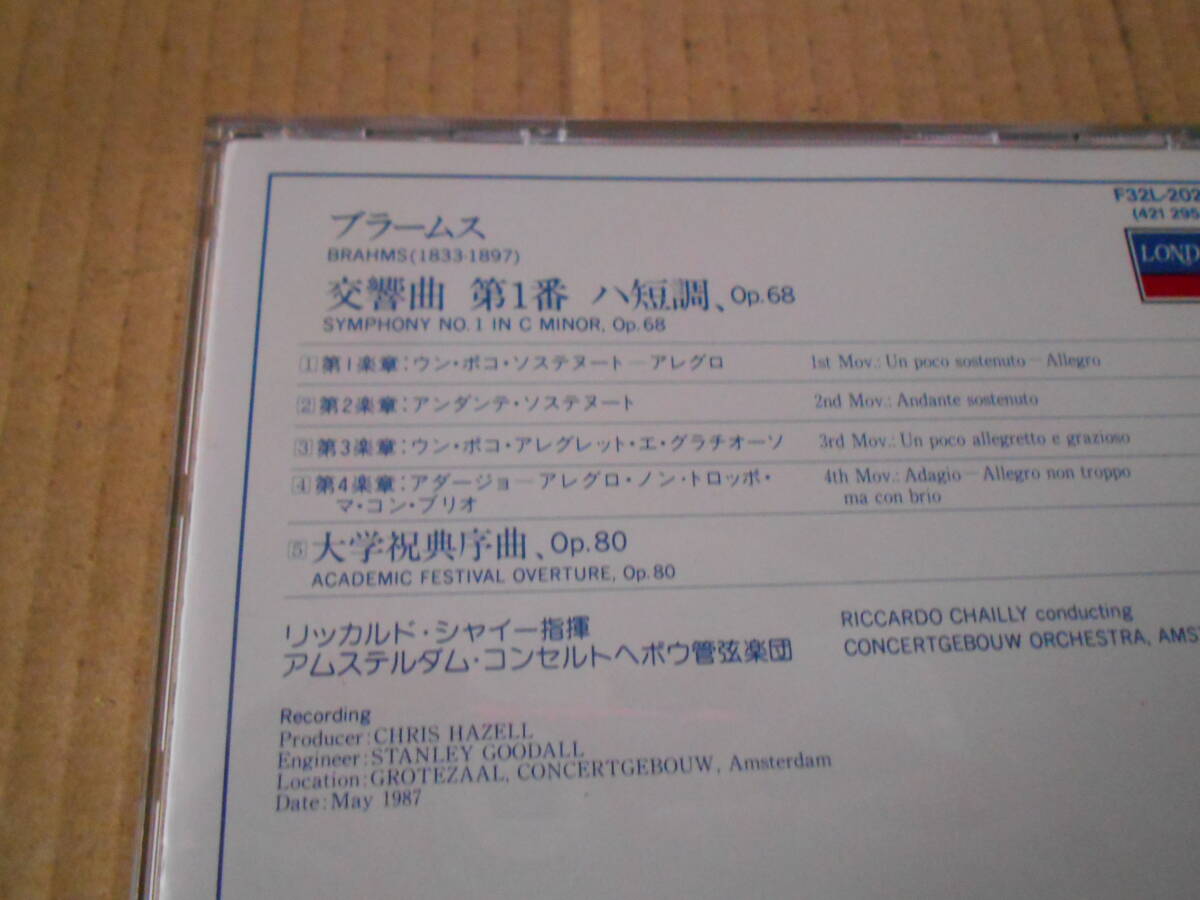 F32L-202
(421 295
LOND
ブラームス
BRAHMS(1833-1897)
交響曲 第1番 ハ短調、Op.68
SYMPHONY NO.1 IN C MINOR, Op.68
1 第1楽章:ウン・ポコ・ソステヌート―アレグロ 1st Mov.: Un poco sostenuto―Allegro
2 第2楽章:アンダンテ・ソステヌート 2nd Mov.: Andante sostenuto
3 第3楽章:ウン・ポコ・アレグレット・エ・グラチオーソ 3rd Mov.: Un poco allegretto e grazioso
4 第4楽章:アダージョ―アレグロ・ノン・トロッポ・ 4th Mov.: Adagio―Allegro non troppo
マ・コン・ブリオ ma con brio
5 大学祝典序曲、Op.80
ACADEMIC FESTIVAL OVERTURE, Op.80
リッカルド・シャイー指揮
アムステルダム・コンセルトヘボウ管弦楽団
RICCARDO CHAILLY conducting
CONCERTGEBOUW ORCHESTRA, AMST
Recording
Producer:CHRIS HAZELL
Engineer:STANLEY GOODALL
Location:GROTEZAAL, CONCERTGEBOUW, Amsterdam
Date:May 1987